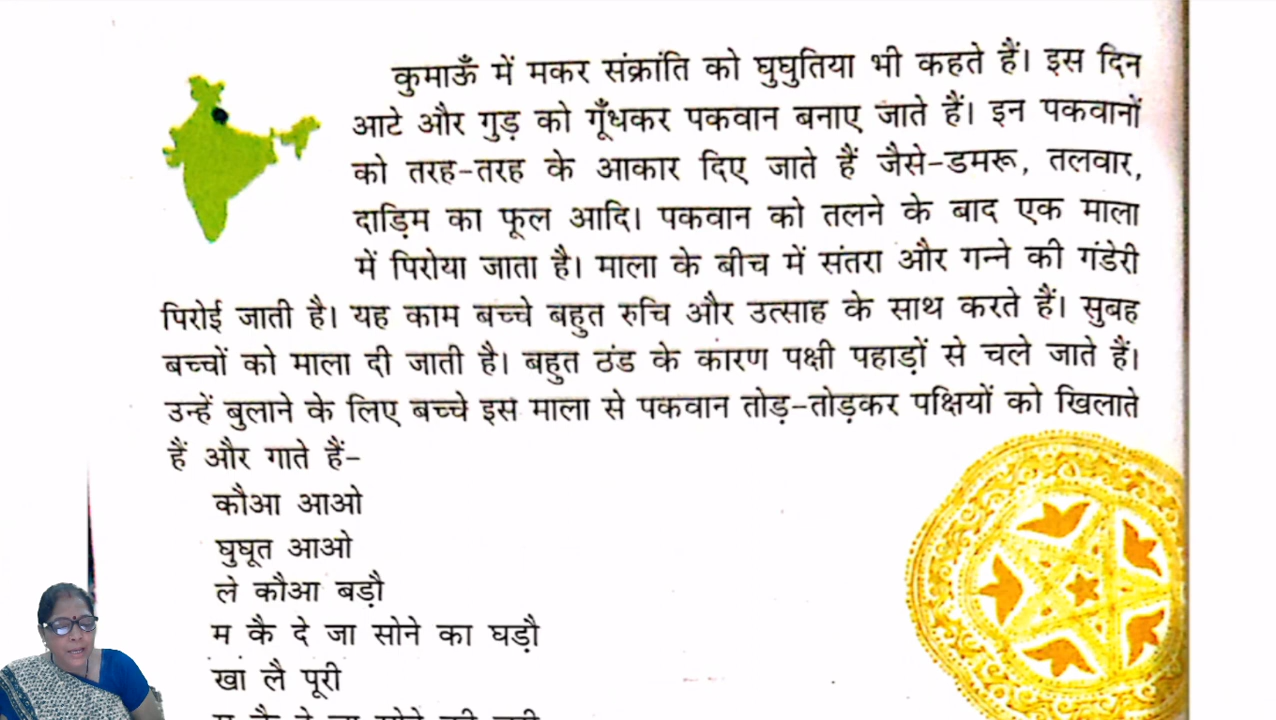 कुमाऊँ में मकर संक्रांति को घुघुतिया भी कहते हैं। इस दिन
आटे और गुड़ को गूँधकर पकवान बनाए जाते हैं। इन पकवानों
को तरह-तरह के आकार दिए जाते हैं जैसे-डमरू, तलवार,
दाड़िम का फूल आदि। पकवान को तलने के बाद एक माला
में पिरोया जाता है। माला के बीच में संतरा और गन्ने की गंडेरी
पिरोई जाती है। यह काम बच्चे बहुत रुचि और उत्साह के साथ करते हैं। सुबह
बच्चों को माला दी जाती है। बहुत ठंड के कारण पक्षी पहाड़ों से चले जाते हैं।
उन्हें बुलाने के लिए बच्चे इस माला से पकवान तोड़-तोड़कर पक्षियों को खिलाते
हैं और गाते हैं-
कौआ आओ
घुघूत आओ
ले कौआ बड़ौ
म कै दे जा सोने का घड़ौ
खा लै पूरी